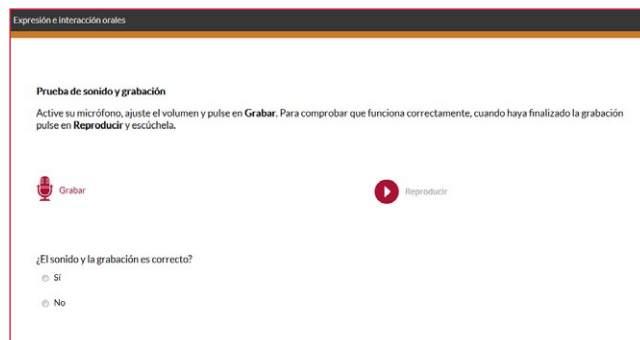 Expresión e interacción orales
Prueba de sonido y grabación
Active su micrófono, ajuste el volumen y pulse en Grabar. Para comprobar que funciona correctamente, cuando haya finalizado la grabación
pulse en Reproducir y escúchela.
Grabar
Reproducir
¿El sonido y la grabación es correcto?
Sí
No